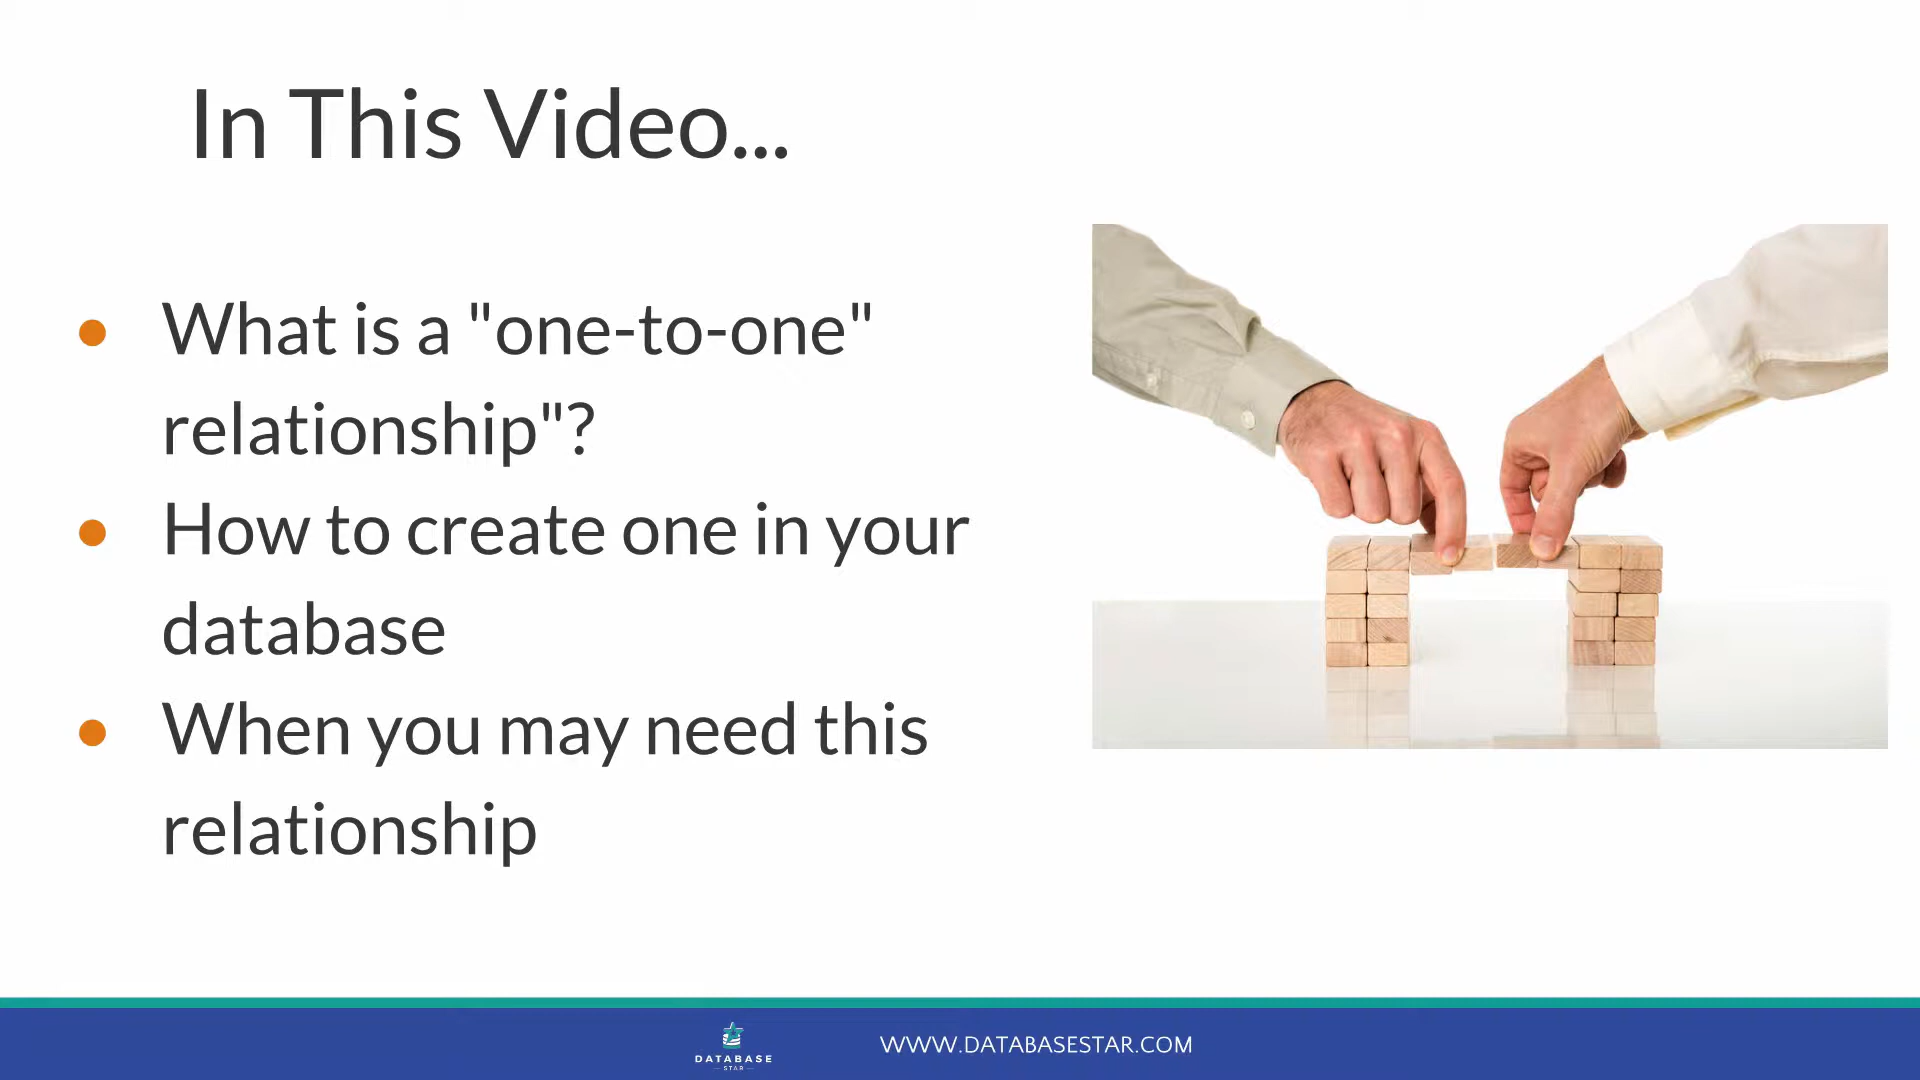 In This Video...
What is a "one-to-one"
relationship"?
How to create one in your
database
When you may need this
relationship
DATABASE
STAR
WWW.DATABASESTAR.COM